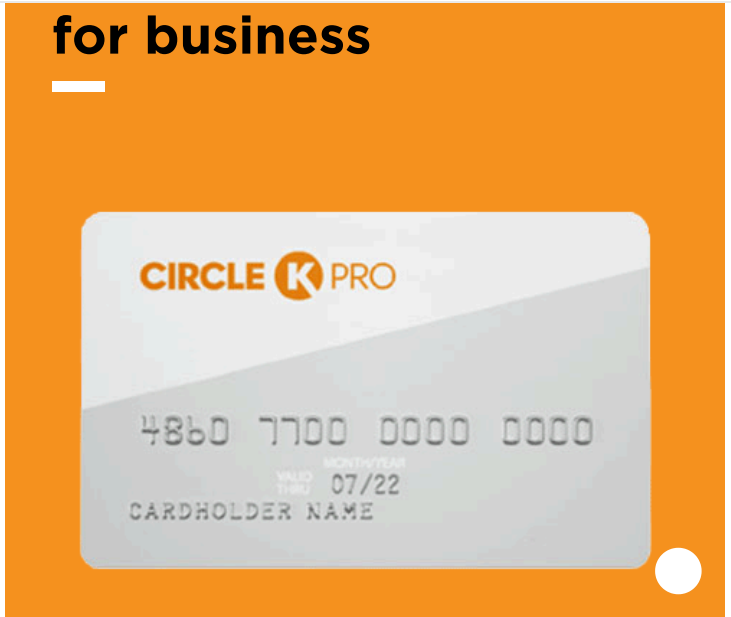 for business
CIRCLE K PRO
4860 7700 0000 0000
MONTH/YEAR
VALID
THRU 07/22
CARDHOLDER NAME